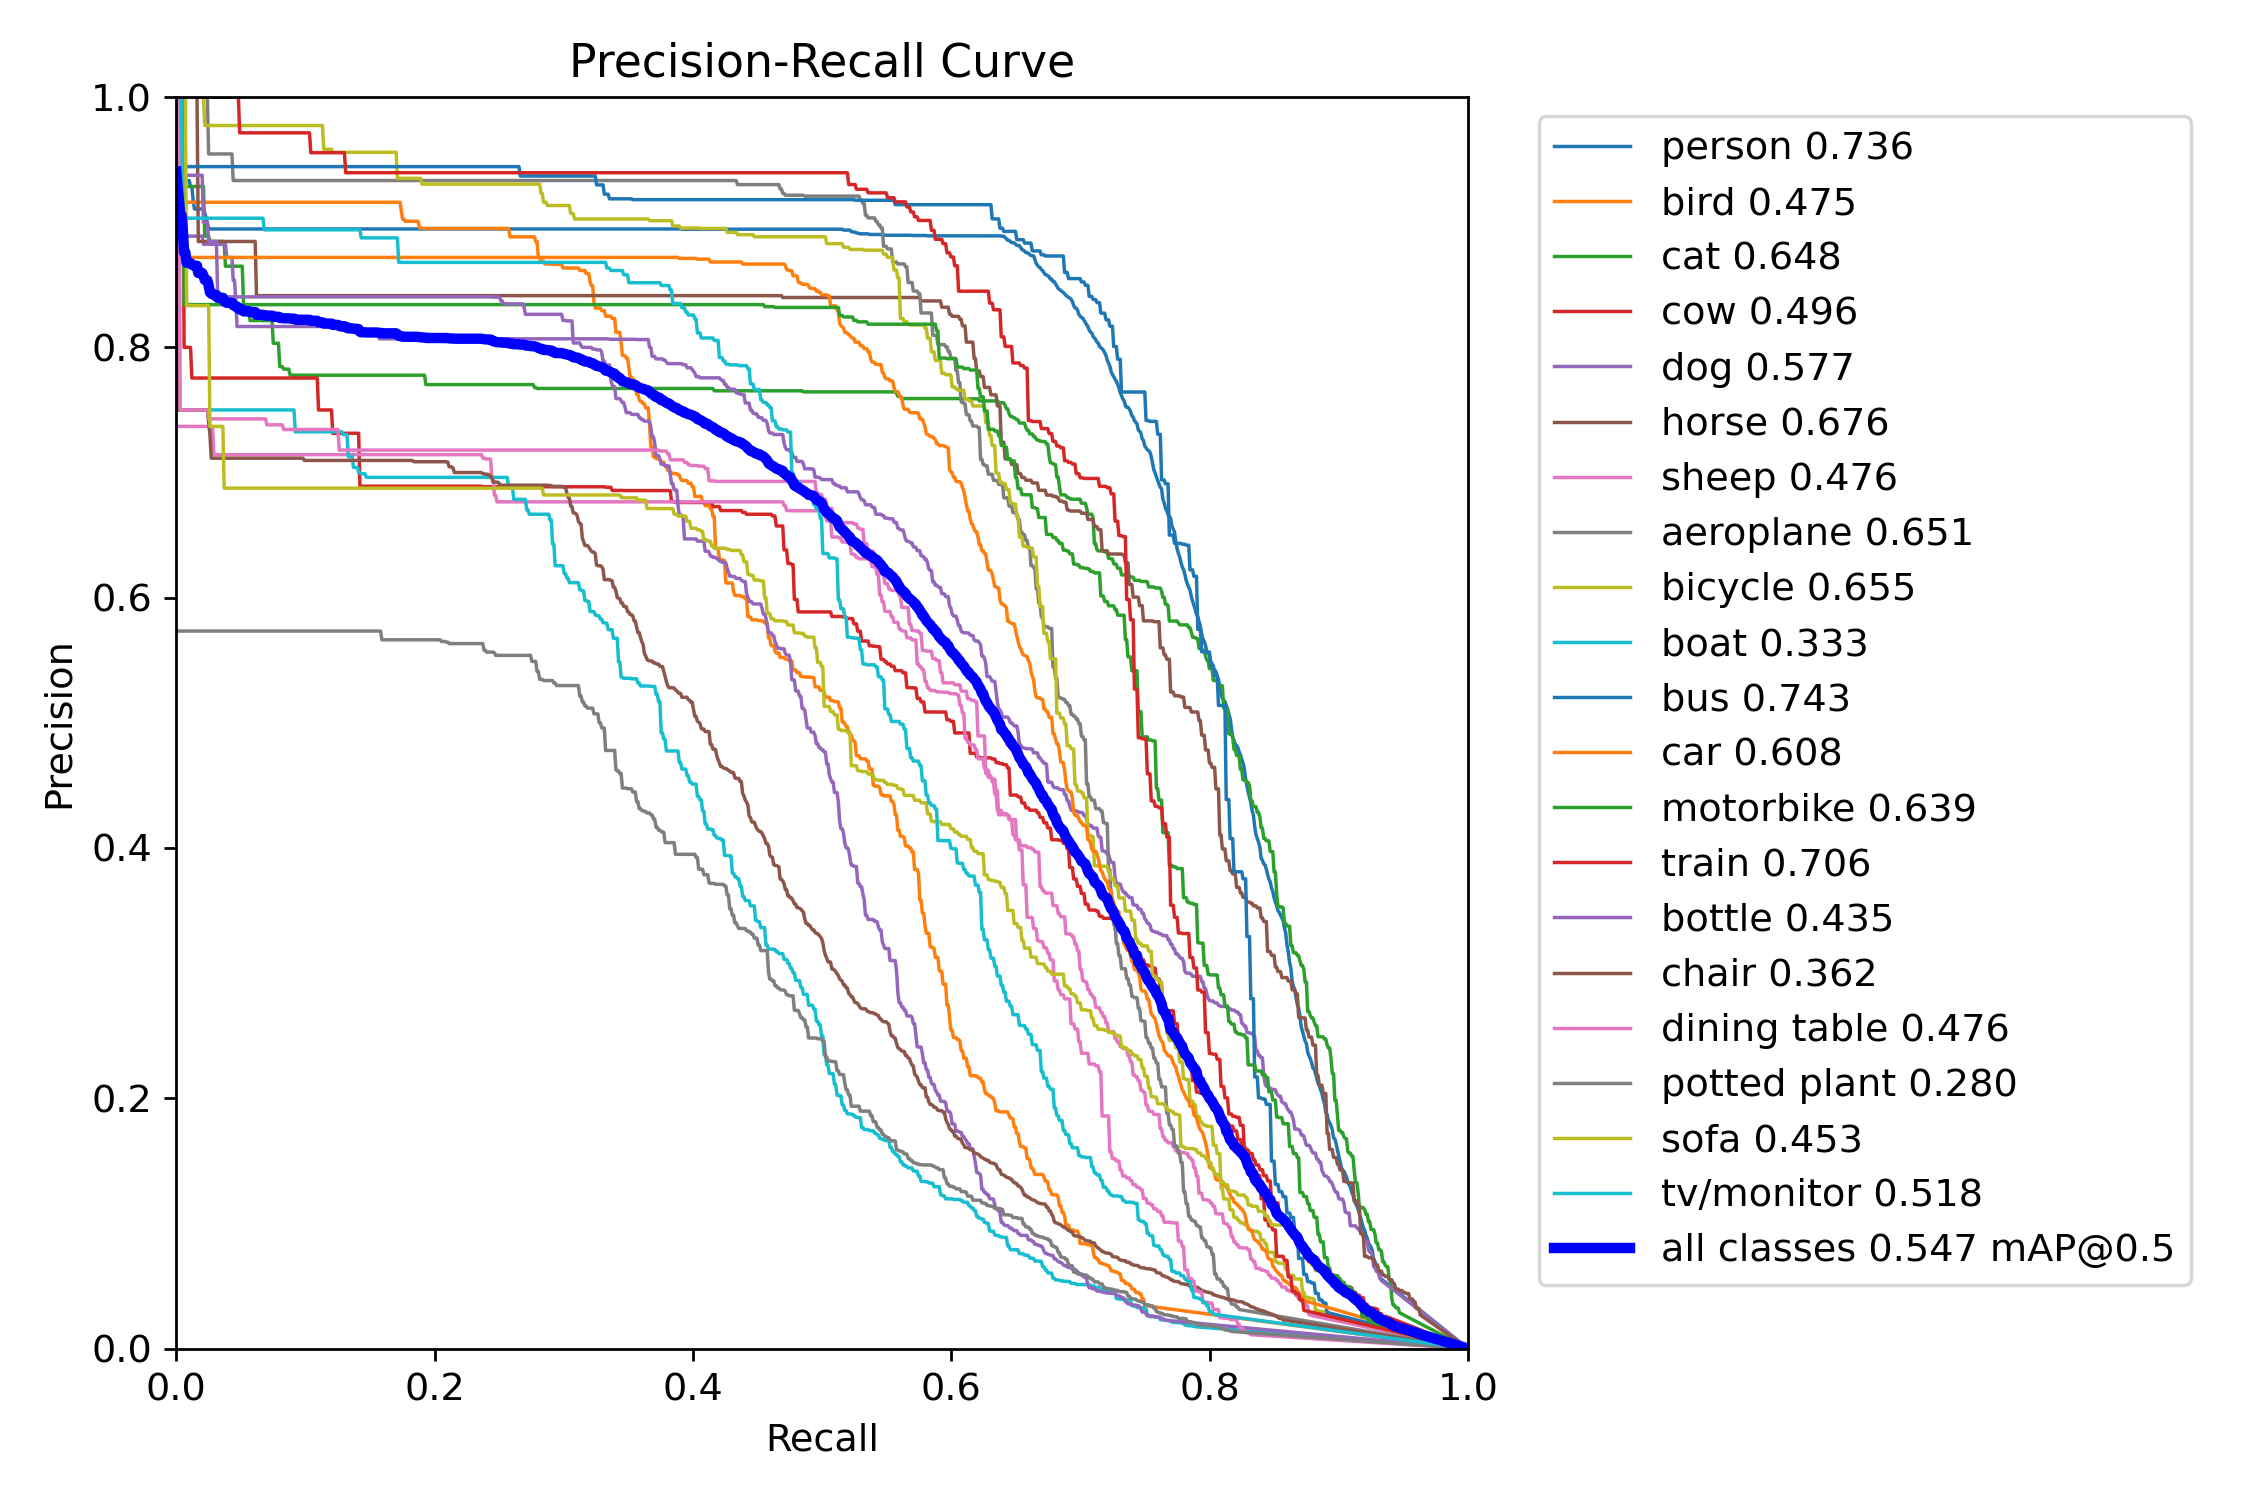 Precision-Recall Curve
1.0
0.8
0.6
0.4
0.2
0.0
Precision
0.0 0.2 0.4 0.6 0.8 1.0
Recall
person 0.736
bird 0.475
cat 0.648
cow 0.496
dog 0.577
horse 0.676
sheep 0.476
aeroplane 0.651
bicycle 0.655
boat 0.333
bus 0.743
car 0.608
motorbike 0.639
train 0.706
bottle 0.435
chair 0.362
dining table 0.476
potted plant 0.280
sofa 0.453
tv/monitor 0.518
all classes 0.547 mAP@0.5